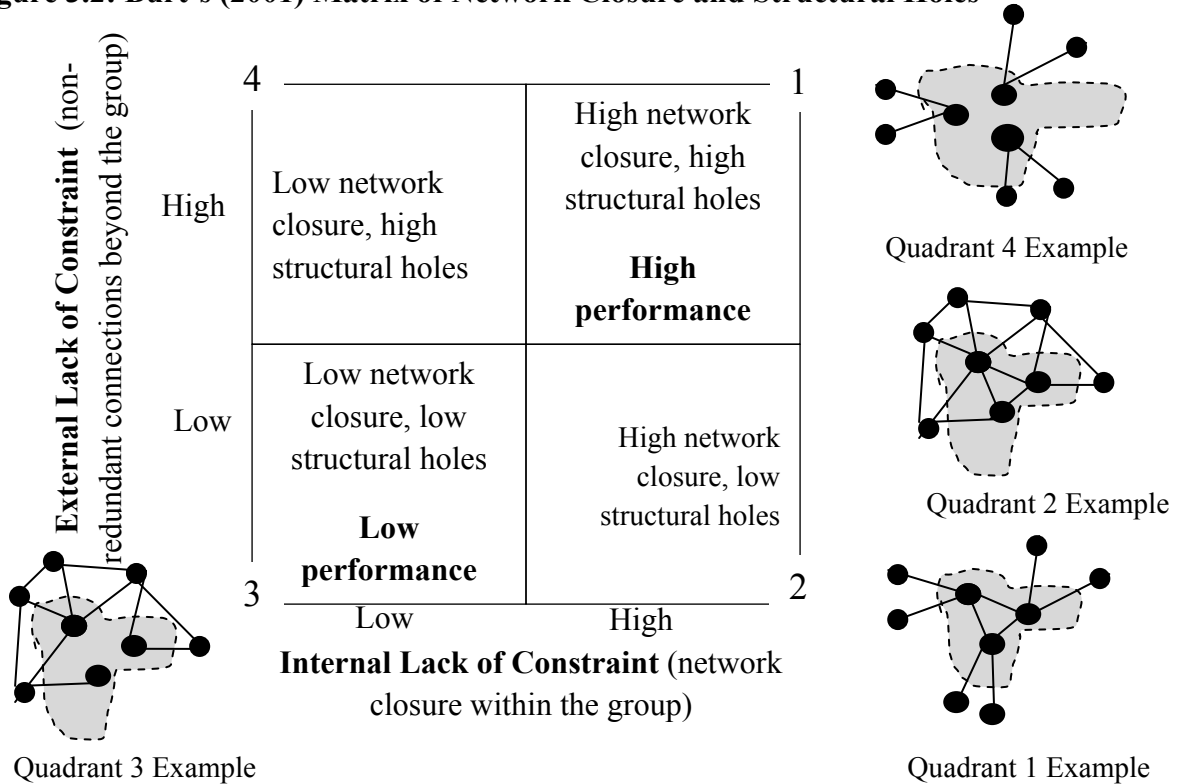 gure 3.2: Burt's (2001) Matrix of Network Closure and Structural Holes
External Lack of Constraint (non-
redundant connections beyond the group)
4
1
High
Low network
closure, high
structural holes
High network
closure, high
structural holes
High
performance
Low
Low network
closure, low
structural holes
Low
performance
High network
closure, low
structural holes
3
2
Low
High
Internal Lack of Constraint (network
closure within the group)
Quadrant 4 Example
Quadrant 2 Example
Quadrant 1 Example
Quadrant 3 Example